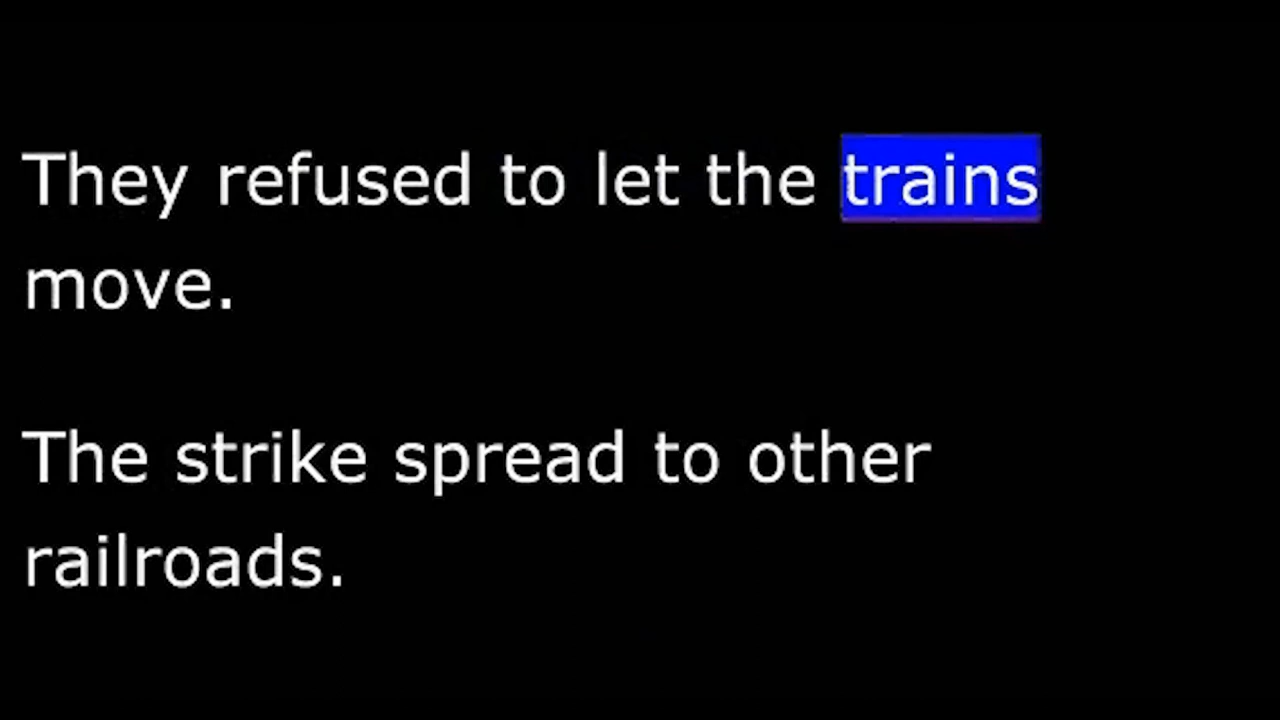 They refused to let the trains
move.
The strike spread to other
railroads.